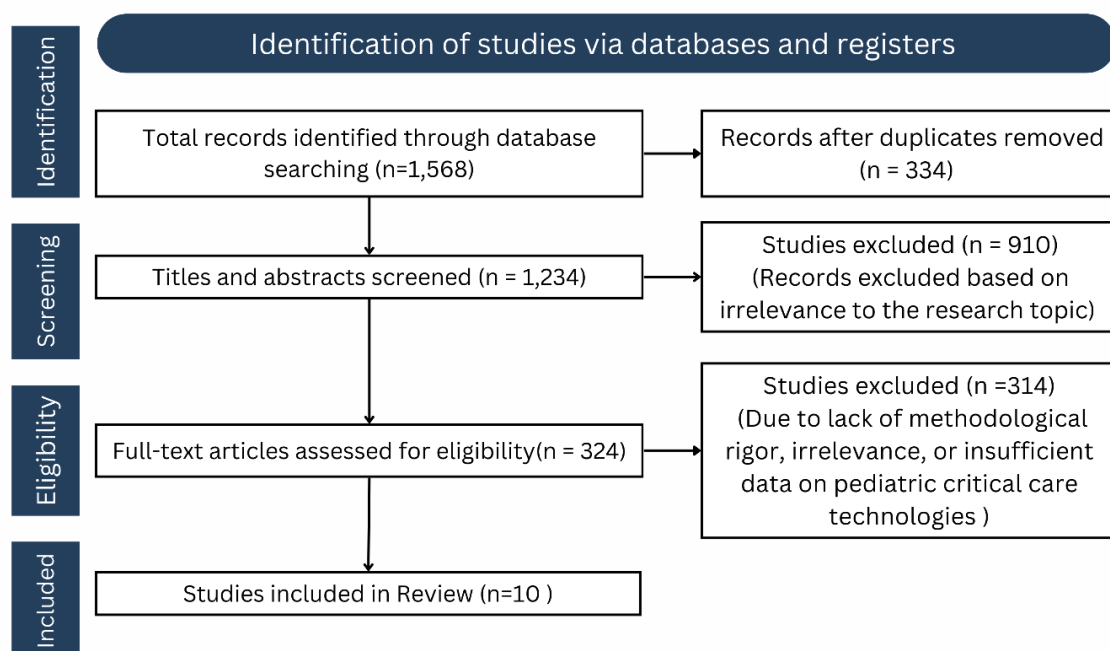 Identification of studies via databases and registers
Identification
Total records identified through database
searching (n=1,568)
Records after duplicates removed
(n = 334)
Screening
Titles and abstracts screened (n = 1,234)
Studies excluded (n = 910)
(Records excluded based on
irrelevance to the research topic)
Eligibility
Full-text articles assessed for eligibility(n = 324)
Studies excluded (n =314)
(Due to lack of methodological
rigor, irrelevance, or insufficient
data on pediatric critical care
technologies )
Included
Studies included in Review (n=10 )